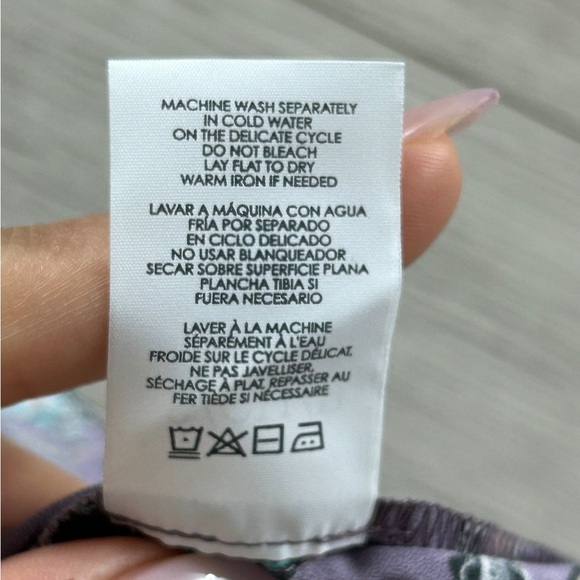 MACHINE WASH SEPARATELY
IN COLD WATER
ON THE DELICATE CYCLE
DO NOT BLEACH
LAY FLAT TO DRY
WARM IRON IF NEEDED
LAVAR A MÁQUINA CON AGUA
FRÍA POR SEPARADO
EN CICLO DELICADO
NO USAR BLANQUEADOR
SECAR SOBRE SUPERFICIE PLANA
PLANCHA TIBIA SI
FUERA NECESARIO
LAVER À LA MACHINE
SÉPARÉMENT À L'EAU
FROIDE SUR LE CYCLE DÉLICAT,
NE PAS JAVELLISER,
SÉCHAGE À PLAT, REPASSER AU
FER TIÈDE SI NÉCESSAIRE